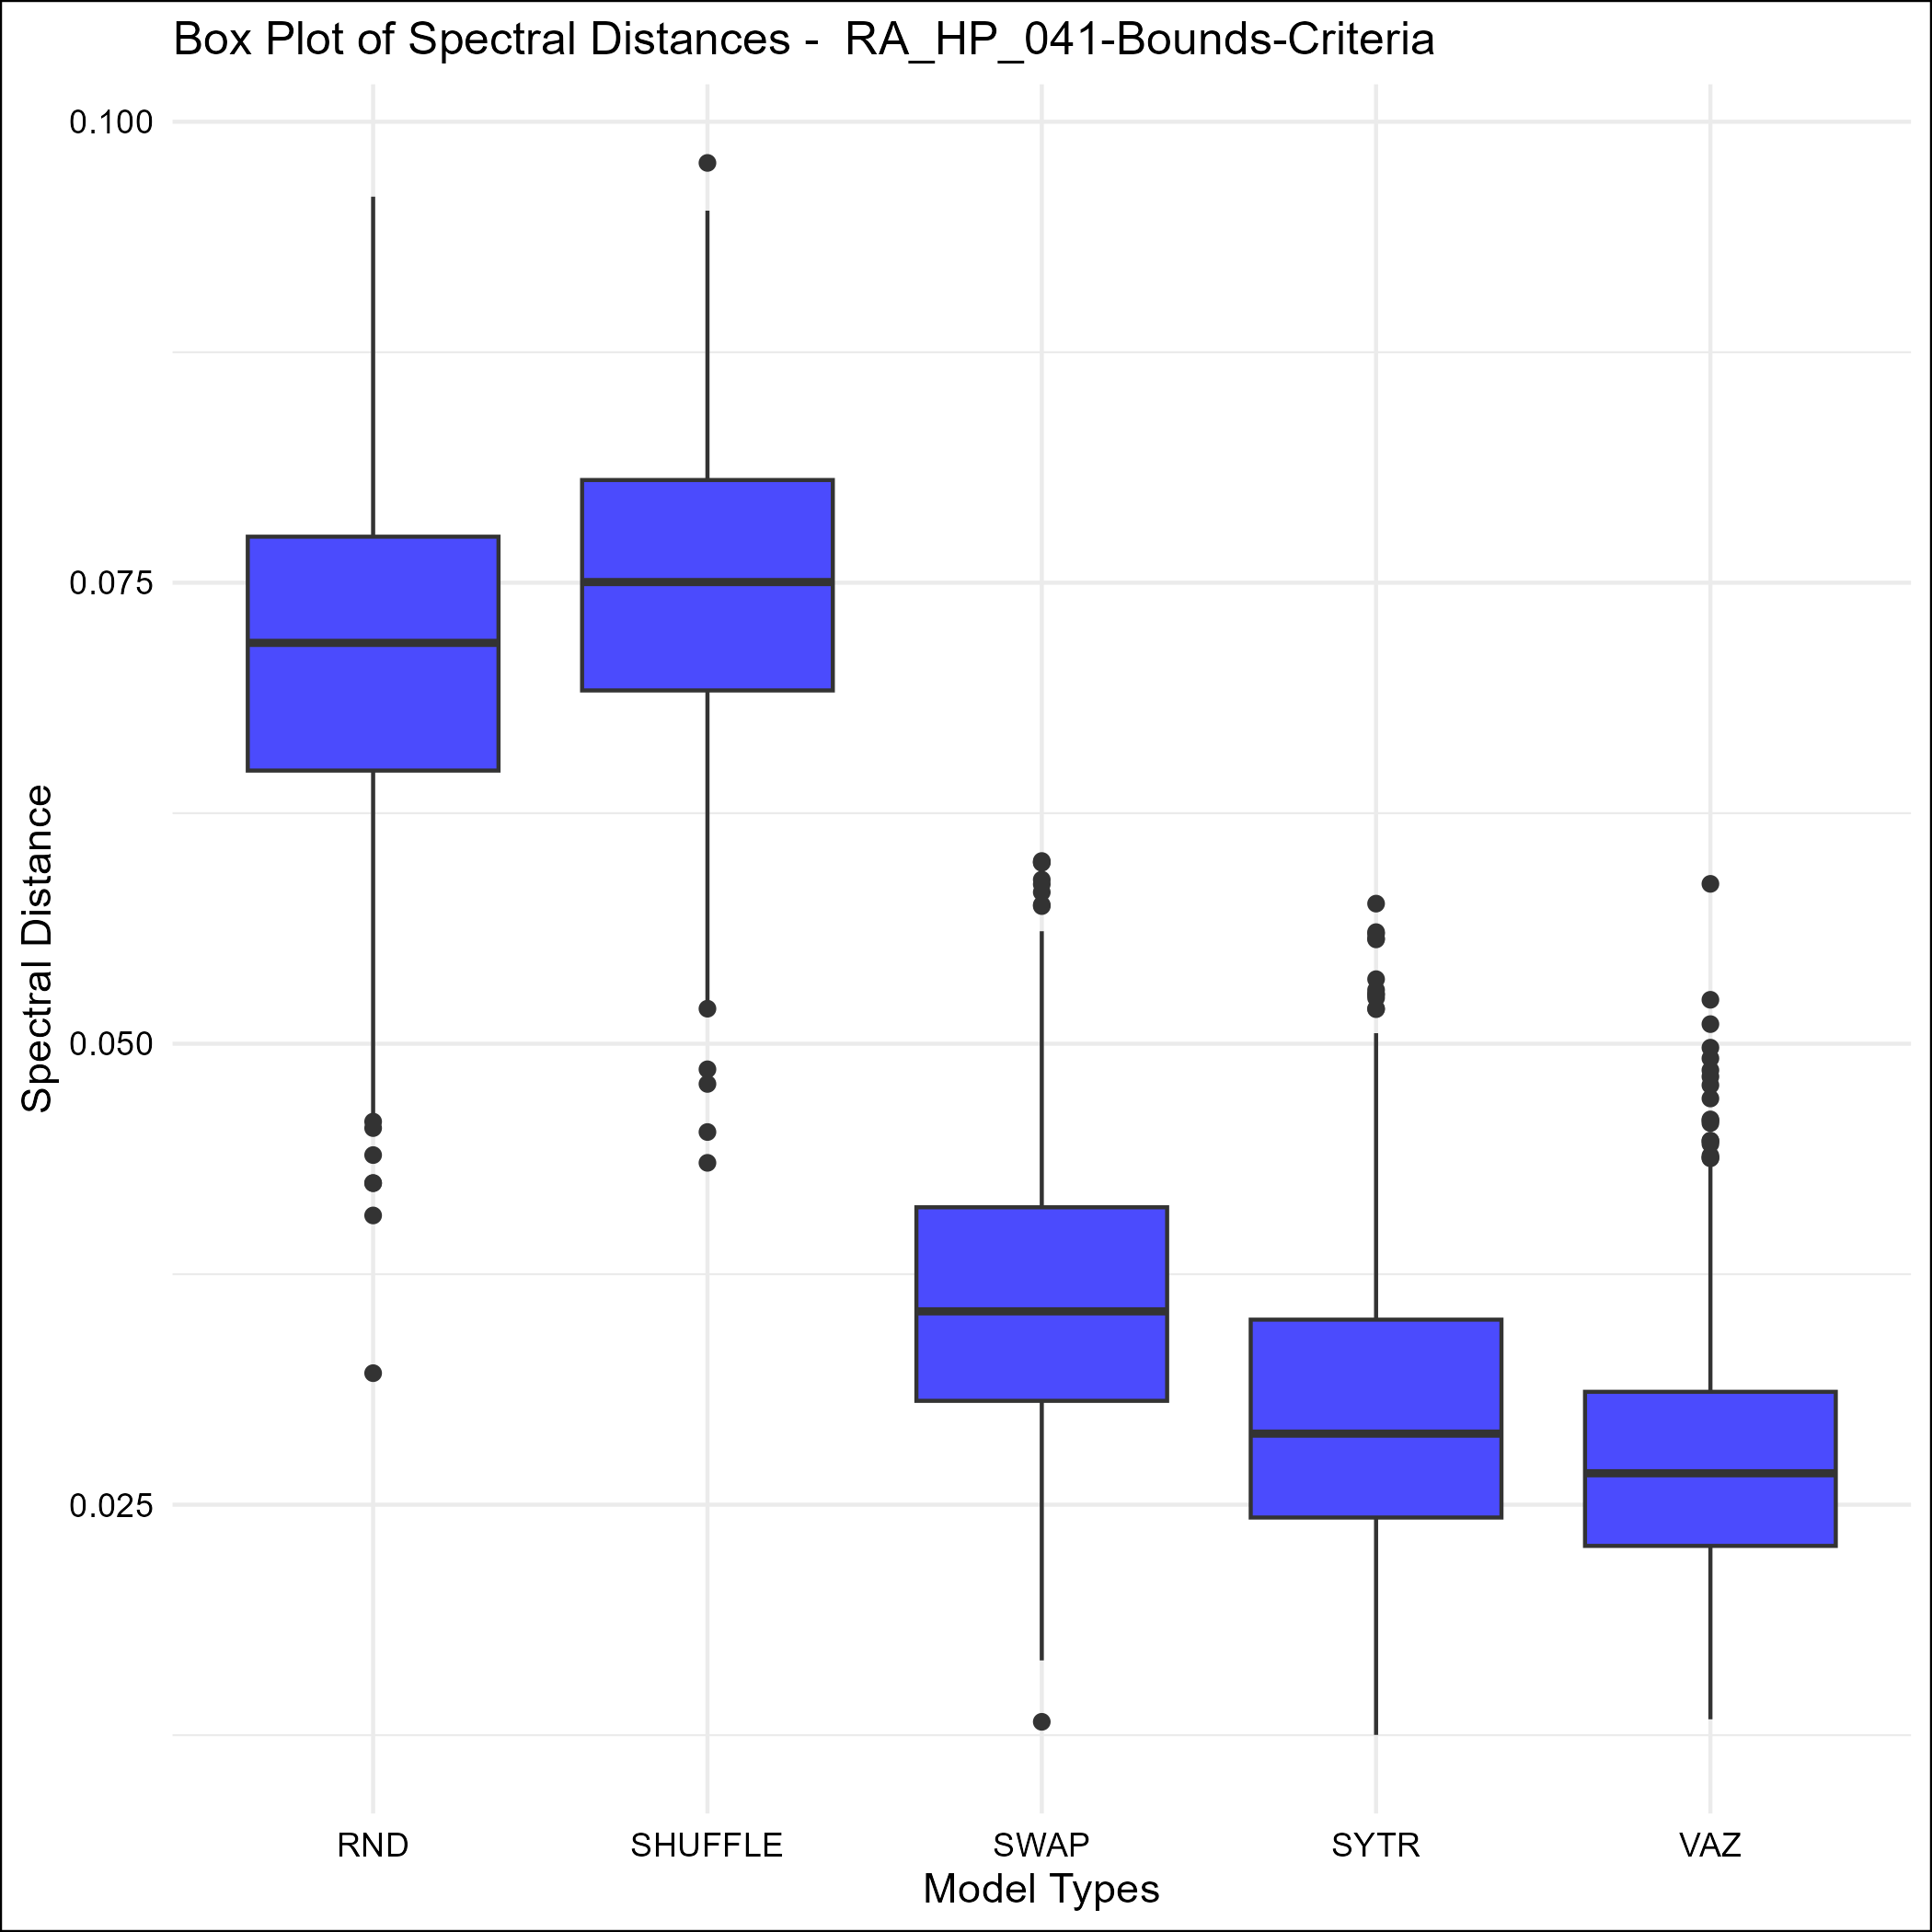 Box Plot of Spectral Distances -  RA_HP_041-Bounds-Criteria
Spectral Distance
0.100
0.075
0.050
0.025
RND SHUFFLE SWAP SYTR VAZ
Model Types